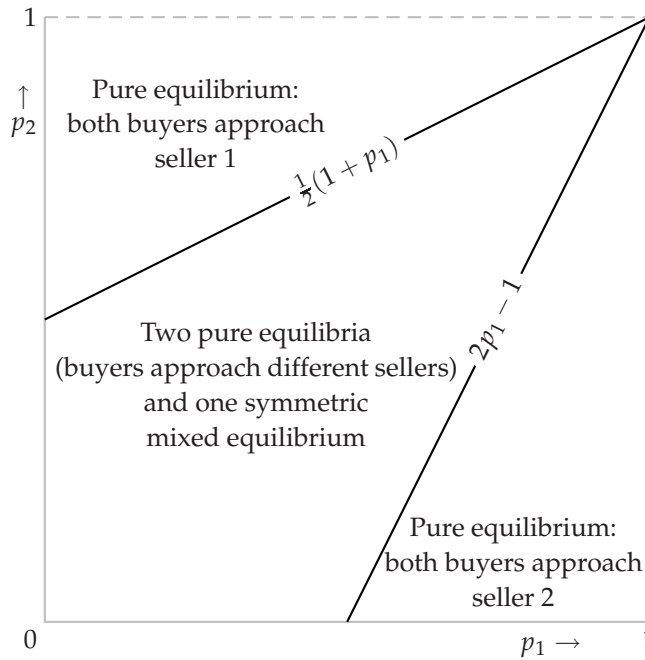 1
↑
p₂
Pure equilibrium:
both buyers approach
seller 1
½(1 + p₁)
2p₁ − 1
Two pure equilibria
(buyers approach different sellers)
and one symmetric
mixed equilibrium
Pure equilibrium:
both buyers approach
seller 2
0
p₁ →